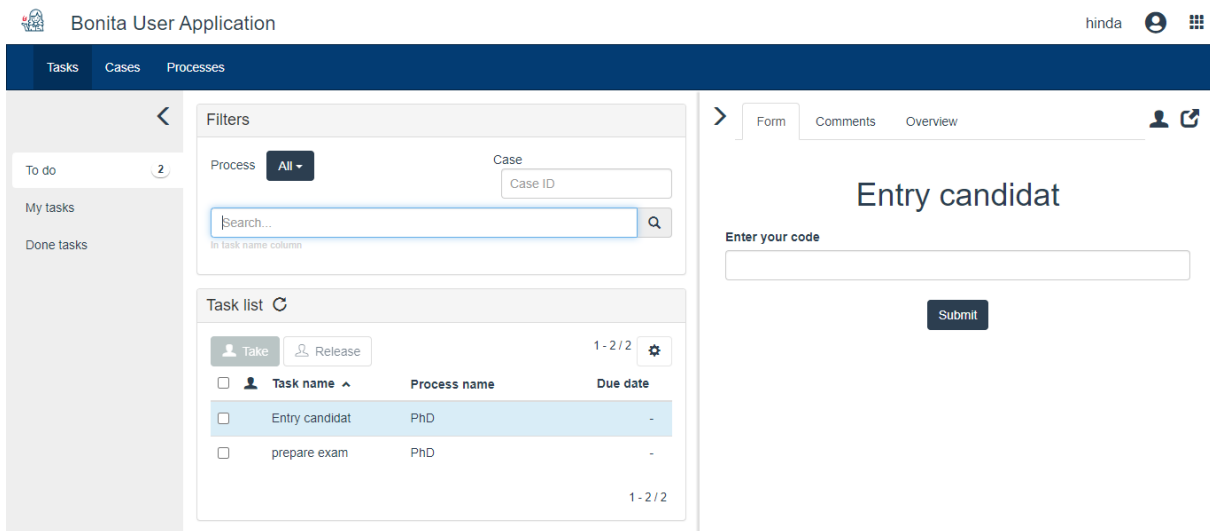 Bonita User Application
hinda
Tasks Cases Processes
To do 2
My tasks
Done tasks
Filters
Process All
Case
Case ID
Search...
In task name column
Task list
Take Release 1 - 2 / 2
Task name Process name Due date
Entry candidat PhD -
prepare exam PhD -
1 - 2 / 2
Form Comments Overview
Entry candidat
Enter your code
Submit